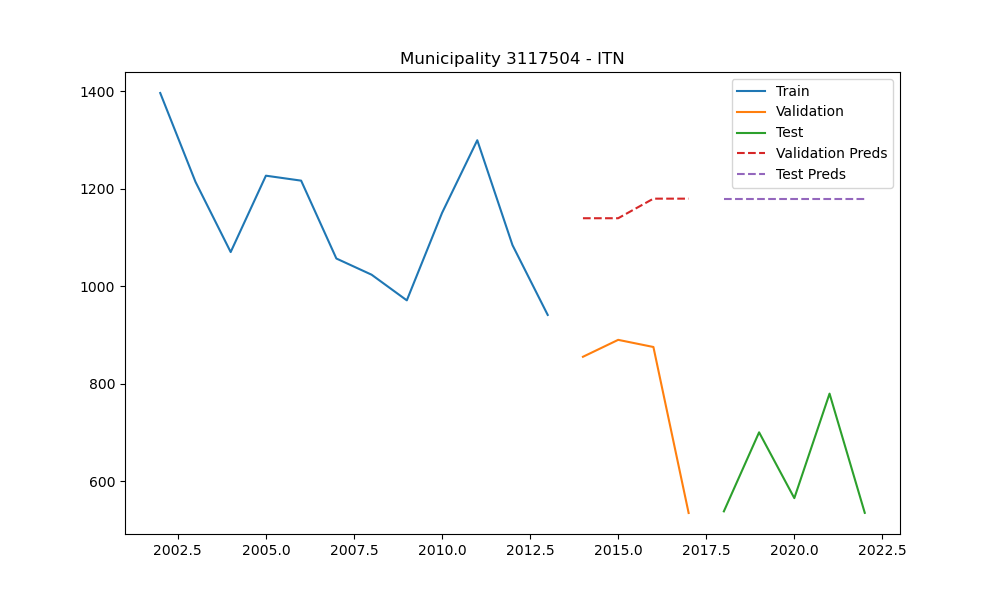 Municipality 3117504 - ITN
Train
Validation
Test
Validation Preds
Test Preds
1400
1200
1000
800
600
2002.5 2005.0 2007.5 2010.0 2012.5 2015.0 2017.5 2020.0 2022.5